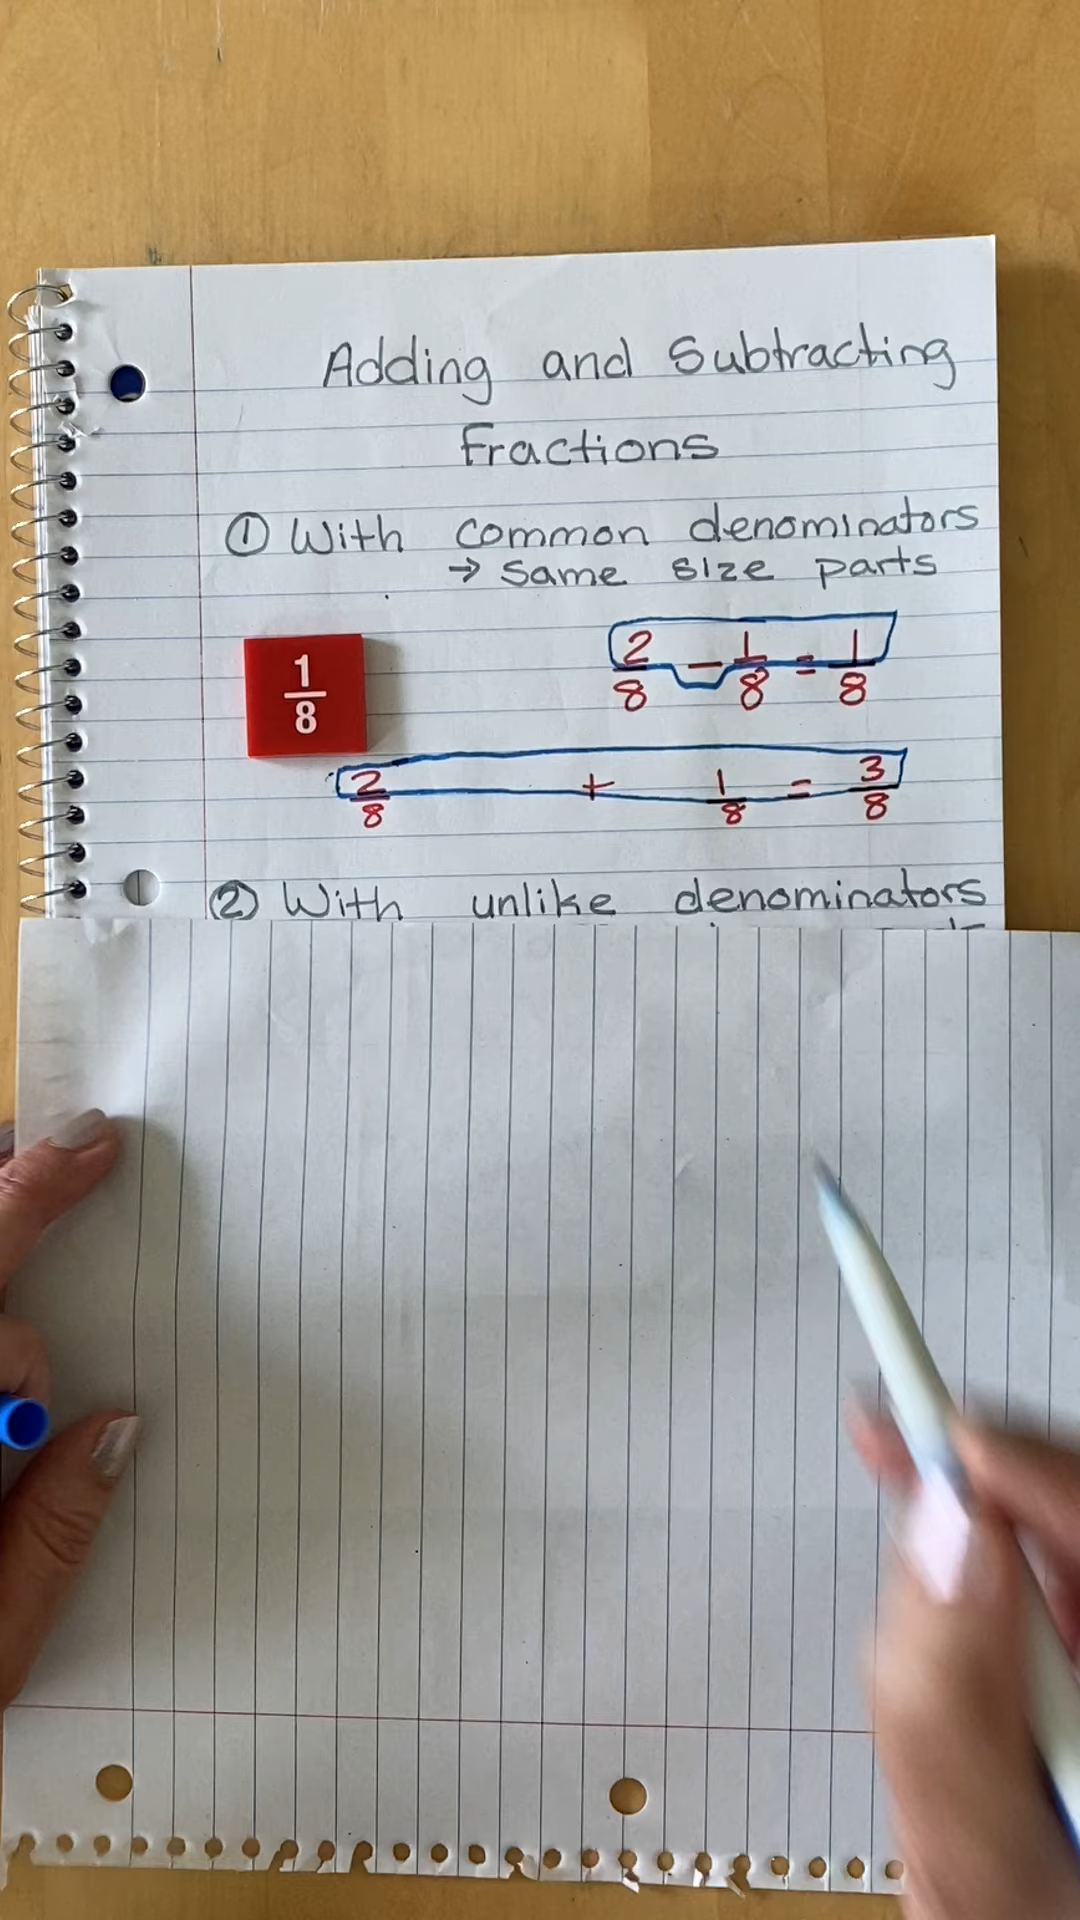 Adding and Subtracting
Fractions
① With common denominators
→ same size parts
1/8
2/8 - 1/8 = 1/8
2/8 + 1/8 = 3/8
② With unlike denominators